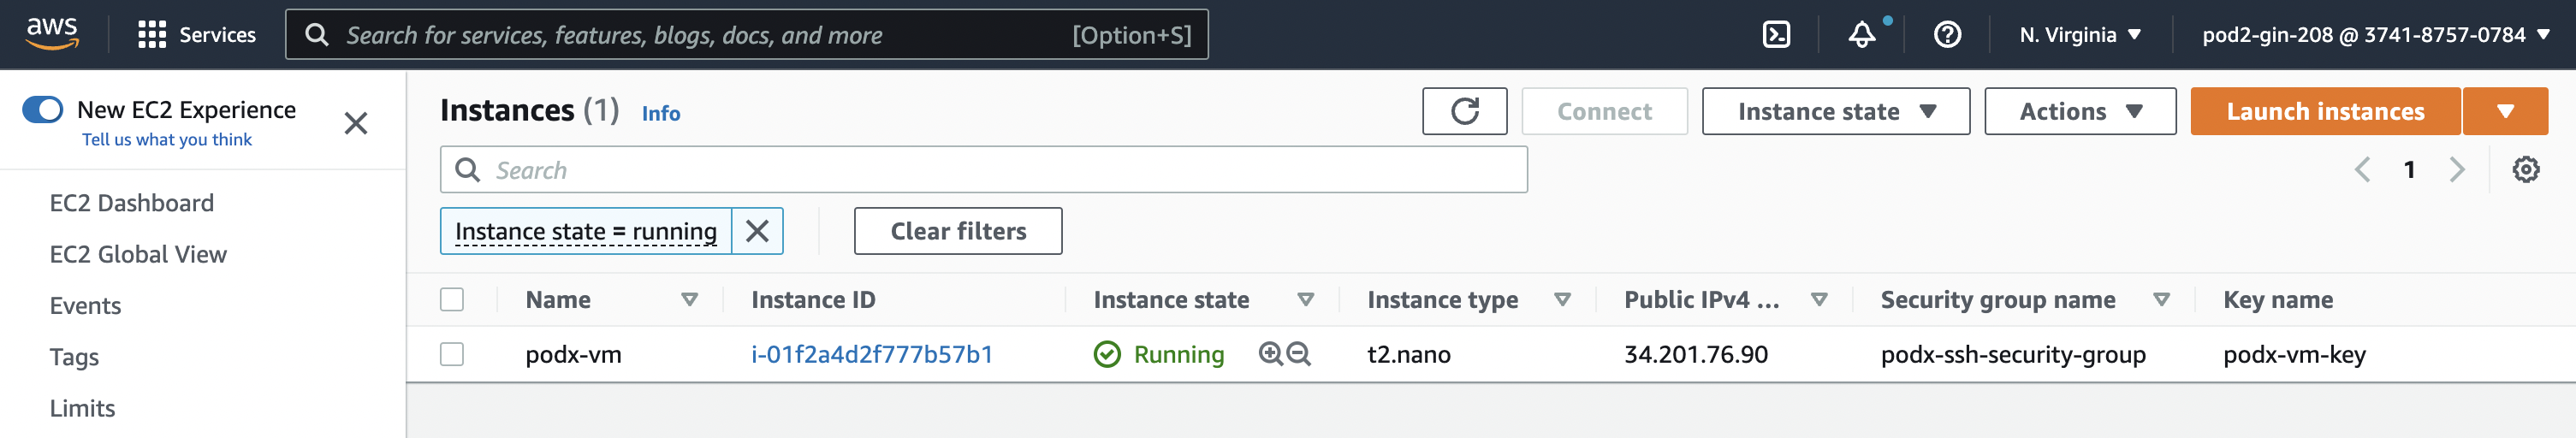 aws
Services
Search for services, features, blogs, docs, and more [Option+S]
N. Virginia
pod2-gin-208 @ 3741-8757-0784
New EC2 Experience
Tell us what you think
EC2 Dashboard
EC2 Global View
Events
Tags
Limits
Instances (1) Info
Connect
Instance state
Actions
Launch instances
Search
1
Instance state = running
Clear filters
Name Instance ID Instance state Instance type Public IPv4 ... Security group name Key name
podx-vm i-01f2a4d2f777b57b1 Running t2.nano 34.201.76.90 podx-ssh-security-group podx-vm-key